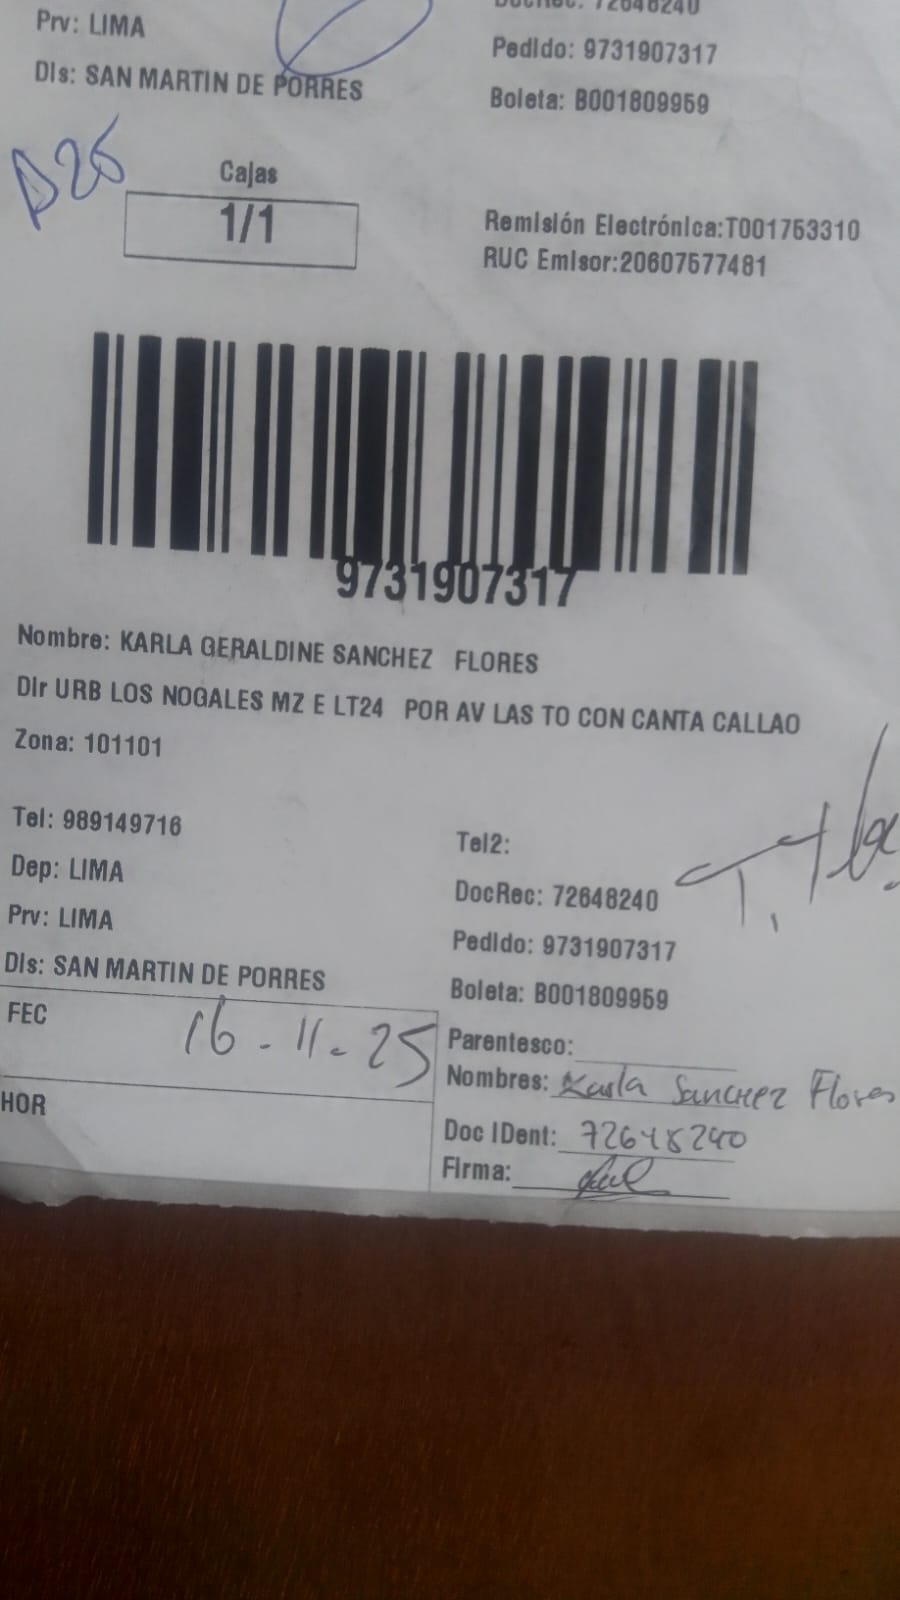 DocRec: 72648240
Prv: LIMA
Pedido: 9731907317
Dis: SAN MARTIN DE PORRES
Boleta: B001809959
A26
Cajas
1/1
Remisión Electrónica:T001753310
RUC Emisor:20607577481
9731907317
Nombre: KARLA GERALDINE SANCHEZ FLORES
Dir URB LOS NOGALES MZ E LT24 POR AV LAS TO CON CANTA CALLAO
Zona: 101101
Tel: 989149716
Tel2:
Dep: LIMA
DocRec: 72648240
Prv: LIMA
Pedido: 9731907317
Dis: SAN MARTIN DE PORRES
Boleta: B001809959
FEC 16-11-25
Parentesco:
Nombres: Karla Sanchez Flores
HOR
Doc IDent: 72648240
Firma: